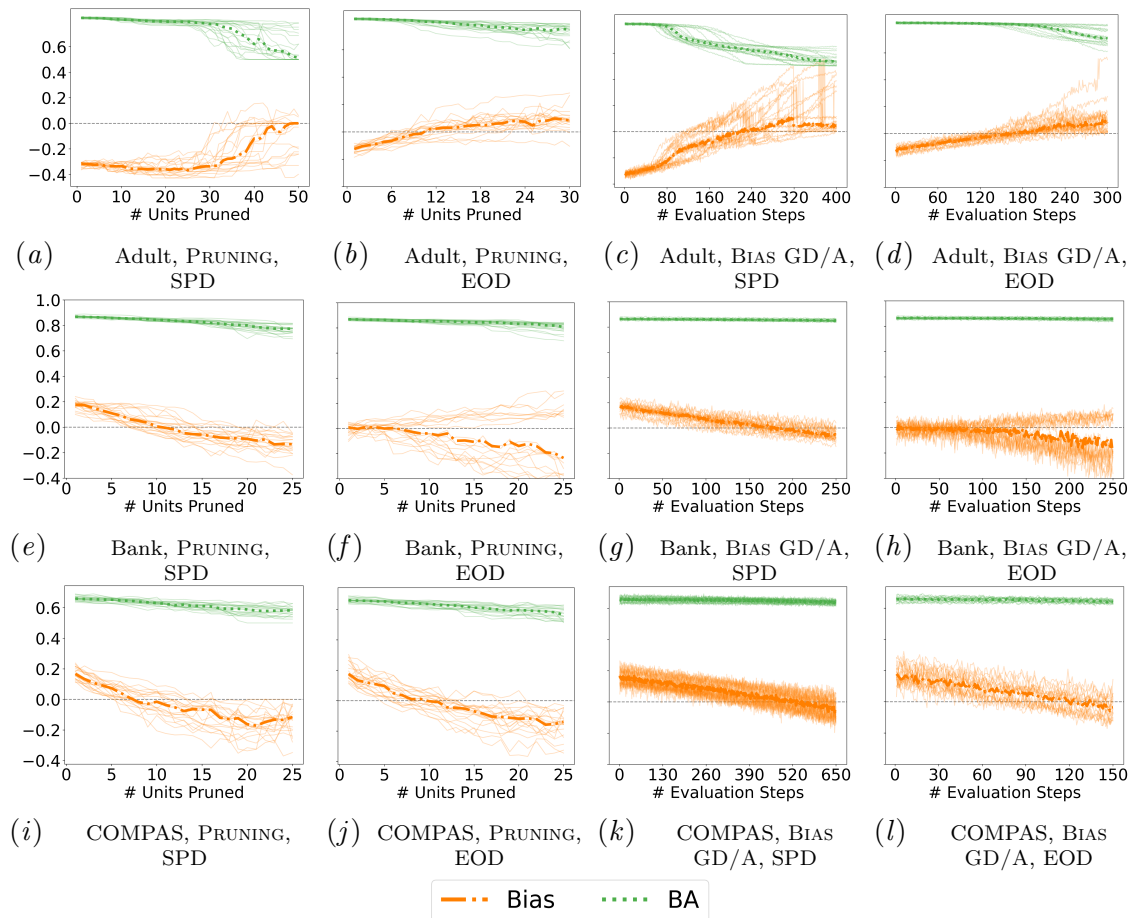 0.6
0.4
0.2
0.0
−0.2
−0.4
0 10 20 30 40 50
# Units Pruned
0 6 12 18 24 30
# Units Pruned
0 80 160 240 320 400
# Evaluation Steps
0 60 120 180 240 300
# Evaluation Steps
(a) Adult, PRUNING,
SPD
(b) Adult, PRUNING,
EOD
(c) Adult, BIAS GD/A,
SPD
(d) Adult, BIAS GD/A,
EOD
1.0
0.8
0.6
0.4
0.2
0.0
−0.2
−0.4
0 5 10 15 20 25
# Units Pruned
0 5 10 15 20 25
# Units Pruned
0 50 100 150 200 250
# Evaluation Steps
0 50 100 150 200 250
# Evaluation Steps
(e) Bank, PRUNING,
SPD
(f) Bank, PRUNING,
EOD
(g) Bank, BIAS GD/A,
SPD
(h) Bank, BIAS GD/A,
EOD
0.6
0.4
0.2
0.0
−0.2
−0.4
0 5 10 15 20 25
# Units Pruned
0 5 10 15 20 25
# Units Pruned
0 130 260 390 520 650
# Evaluation Steps
0 30 60 90 120 150
# Evaluation Steps
(i) COMPAS, PRUNING,
SPD
(j) COMPAS, PRUNING,
EOD
(k) COMPAS, BIAS
GD/A, SPD
(l) COMPAS, BIAS
GD/A, EOD
Bias BA